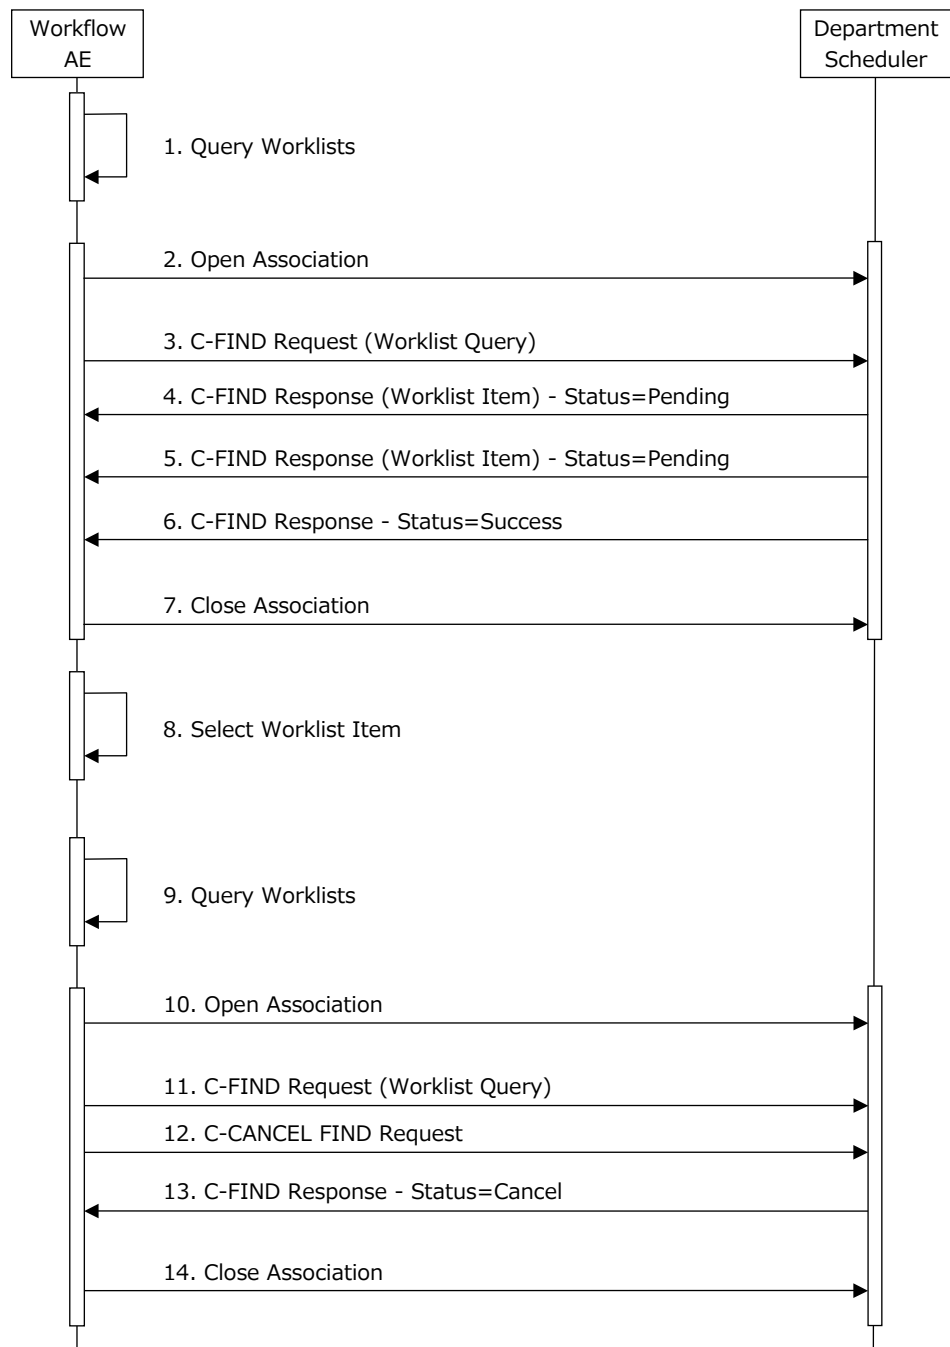 Workflow
AE
Department
Scheduler
1. Query Worklists
2. Open Association
3. C-FIND Request (Worklist Query)
4. C-FIND Response (Worklist Item) - Status=Pending
5. C-FIND Response (Worklist Item) - Status=Pending
6. C-FIND Response - Status=Success
7. Close Association
8. Select Worklist Item
9. Query Worklists
10. Open Association
11. C-FIND Request (Worklist Query)
12. C-CANCEL FIND Request
13. C-FIND Response - Status=Cancel
14. Close Association